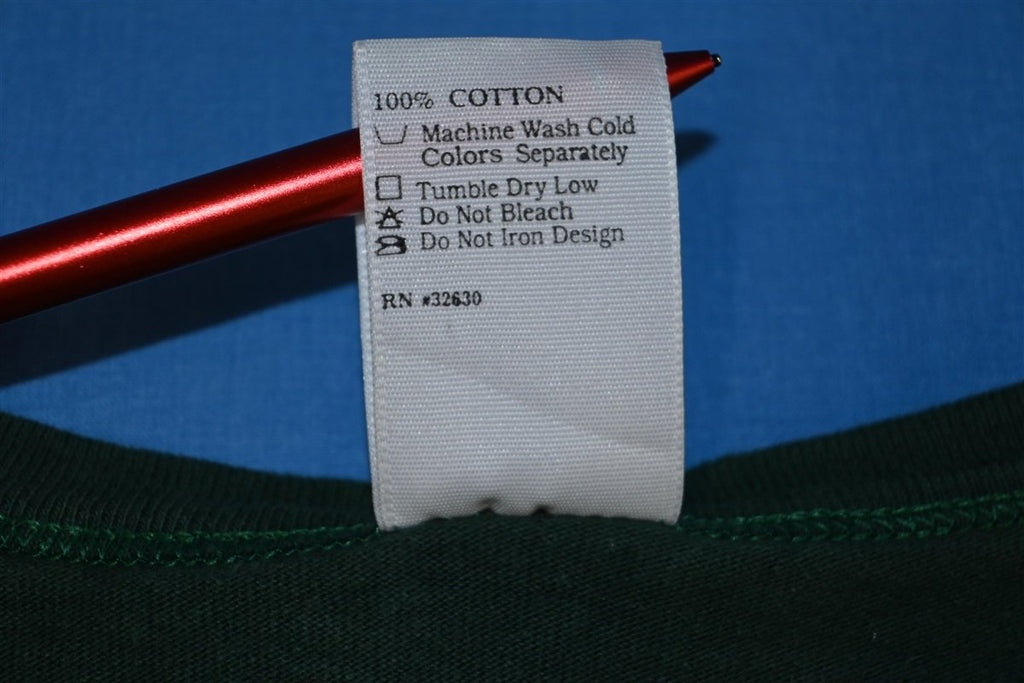 100% COTTON
Machine Wash Cold
Colors Separately
Tumble Dry Low
Do Not Bleach
Do Not Iron Design
RN #32630